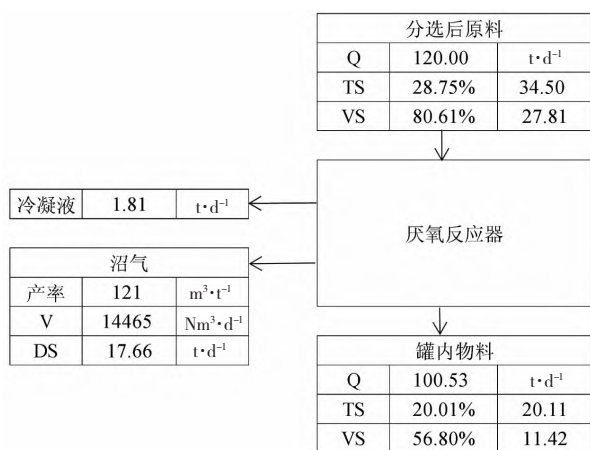 分选后原料
Q 120.00 t·d⁻¹
TS 28.75% 34.50
VS 80.61% 27.81
冷凝液 1.81 t·d⁻¹
厌氧反应器
沼气
产率 121 m³·t⁻¹
V 14465 Nm³·d⁻¹
DS 17.66 t·d⁻¹
罐内物料
Q 100.53 t·d⁻¹
TS 20.01% 20.11
VS 56.80% 11.42